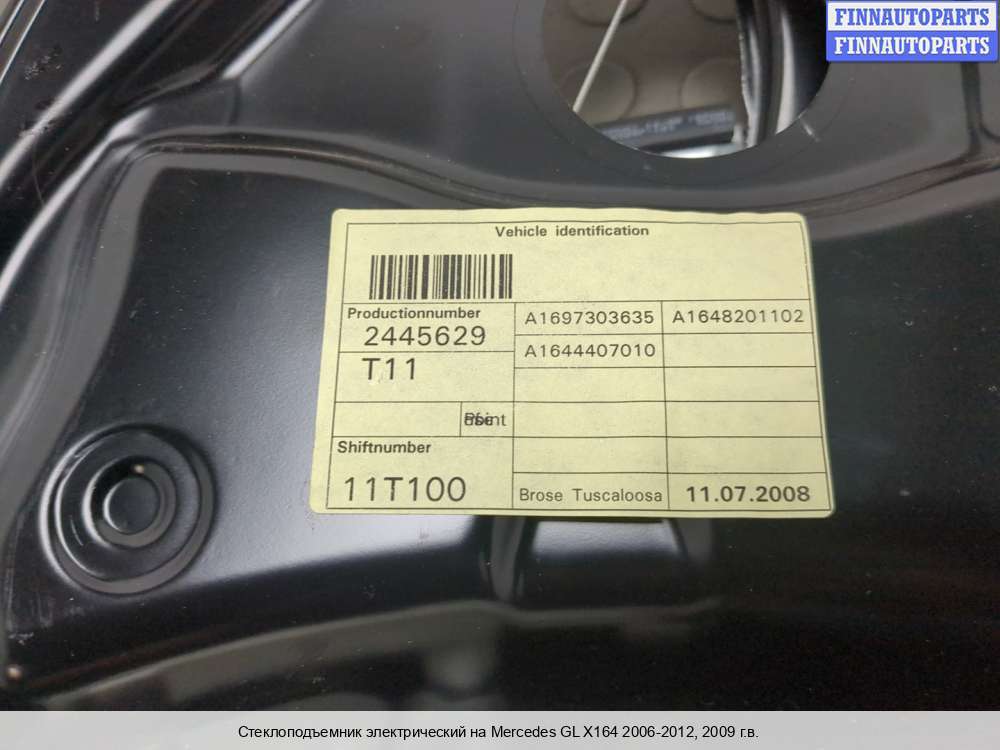 FINNAUTOPARTS
FINNAUTOPARTS
Vehicle identification
Productionnumber
2445629
A1697303635
A1648201102
T11
A1644407010
Shiftnumber
11T100
Brose Tuscaloosa
11.07.2008
Стеклоподъемник электрический на Mercedes GL X164 2006-2012, 2009 г.в.